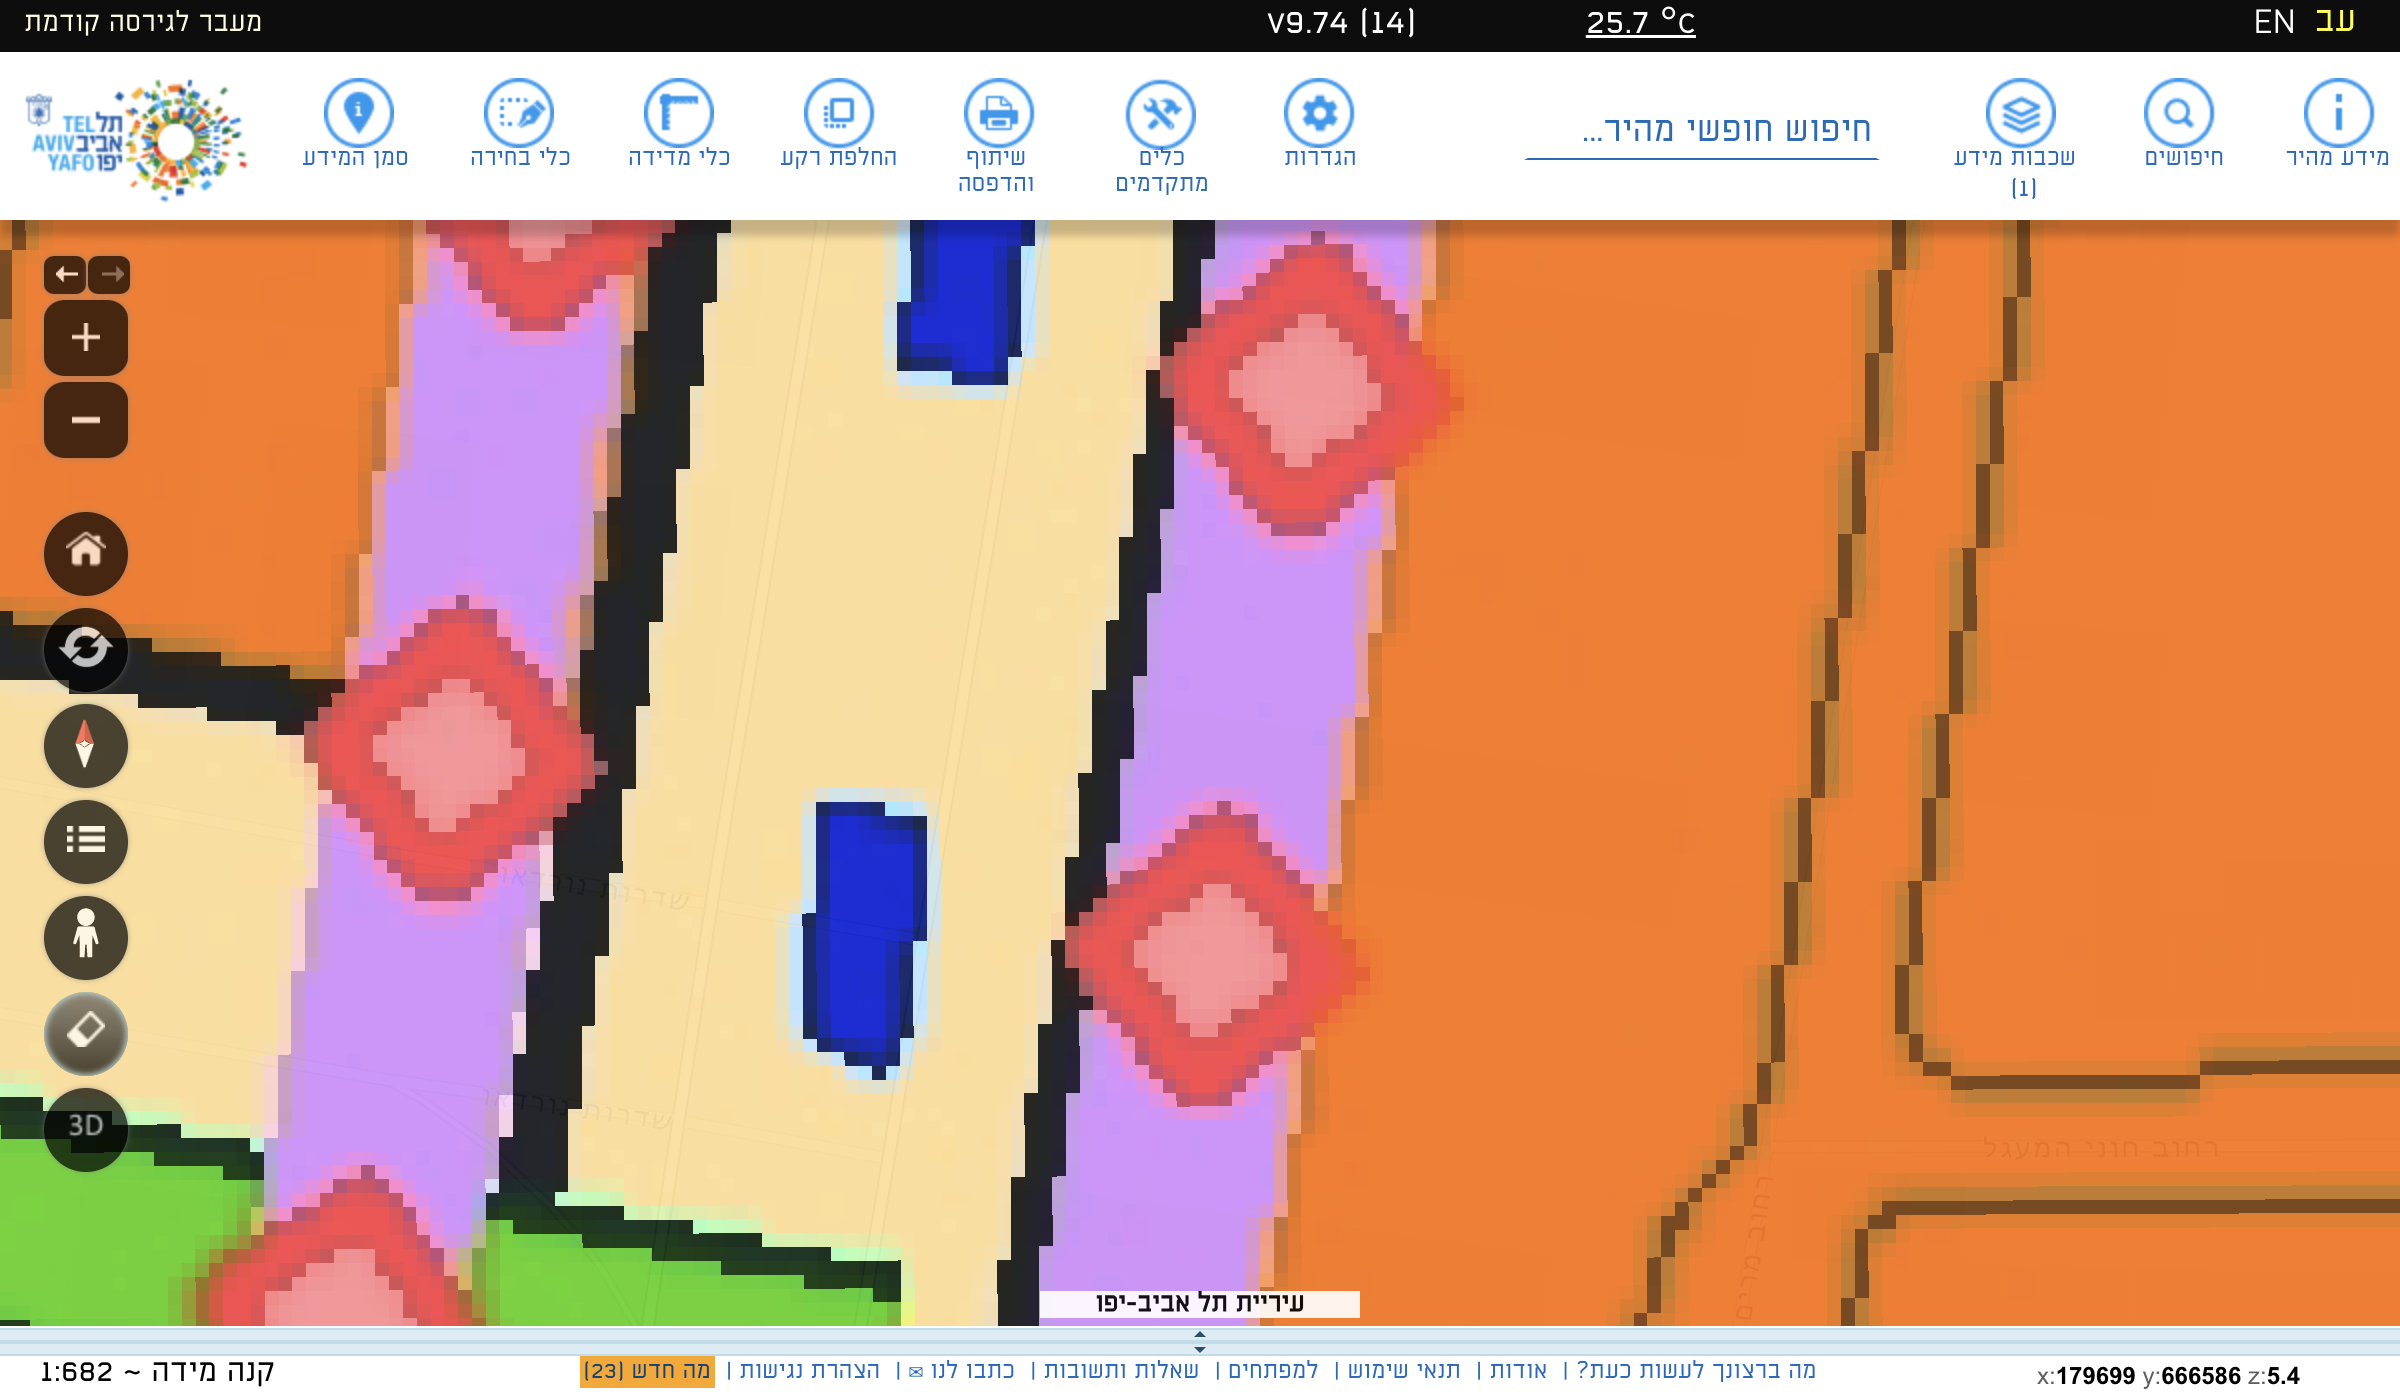 עב EN
25.7 °C
V9.74 (14)
מעבר לגירסה קודמת
מידע מהיר
חיפושים
שכבות מידע
(1)
חיפוש חופשי מהיר...
הגדרות
כלים
מתקדמים
שיתוף
והדפסה
החלפת רקע
כלי מדידה
כלי בחירה
סמן המידע
TEL תל
AVIV אביב
YAFO יפו
שדרות נורדאו
שדרות נורדאו
3D
רחוב חוני המעגל
רחוב מרים
עיריית תל אביב-יפו
x:179699 y:666586 z:5.4
מה ברצונך לעשות כעת? | אודות | תנאי שימוש | למפתחים | שאלות ותשובות | כתבו לנו ✉ | הצהרת נגישות | מה חדש (23)
קנה מידה ~ 1:682